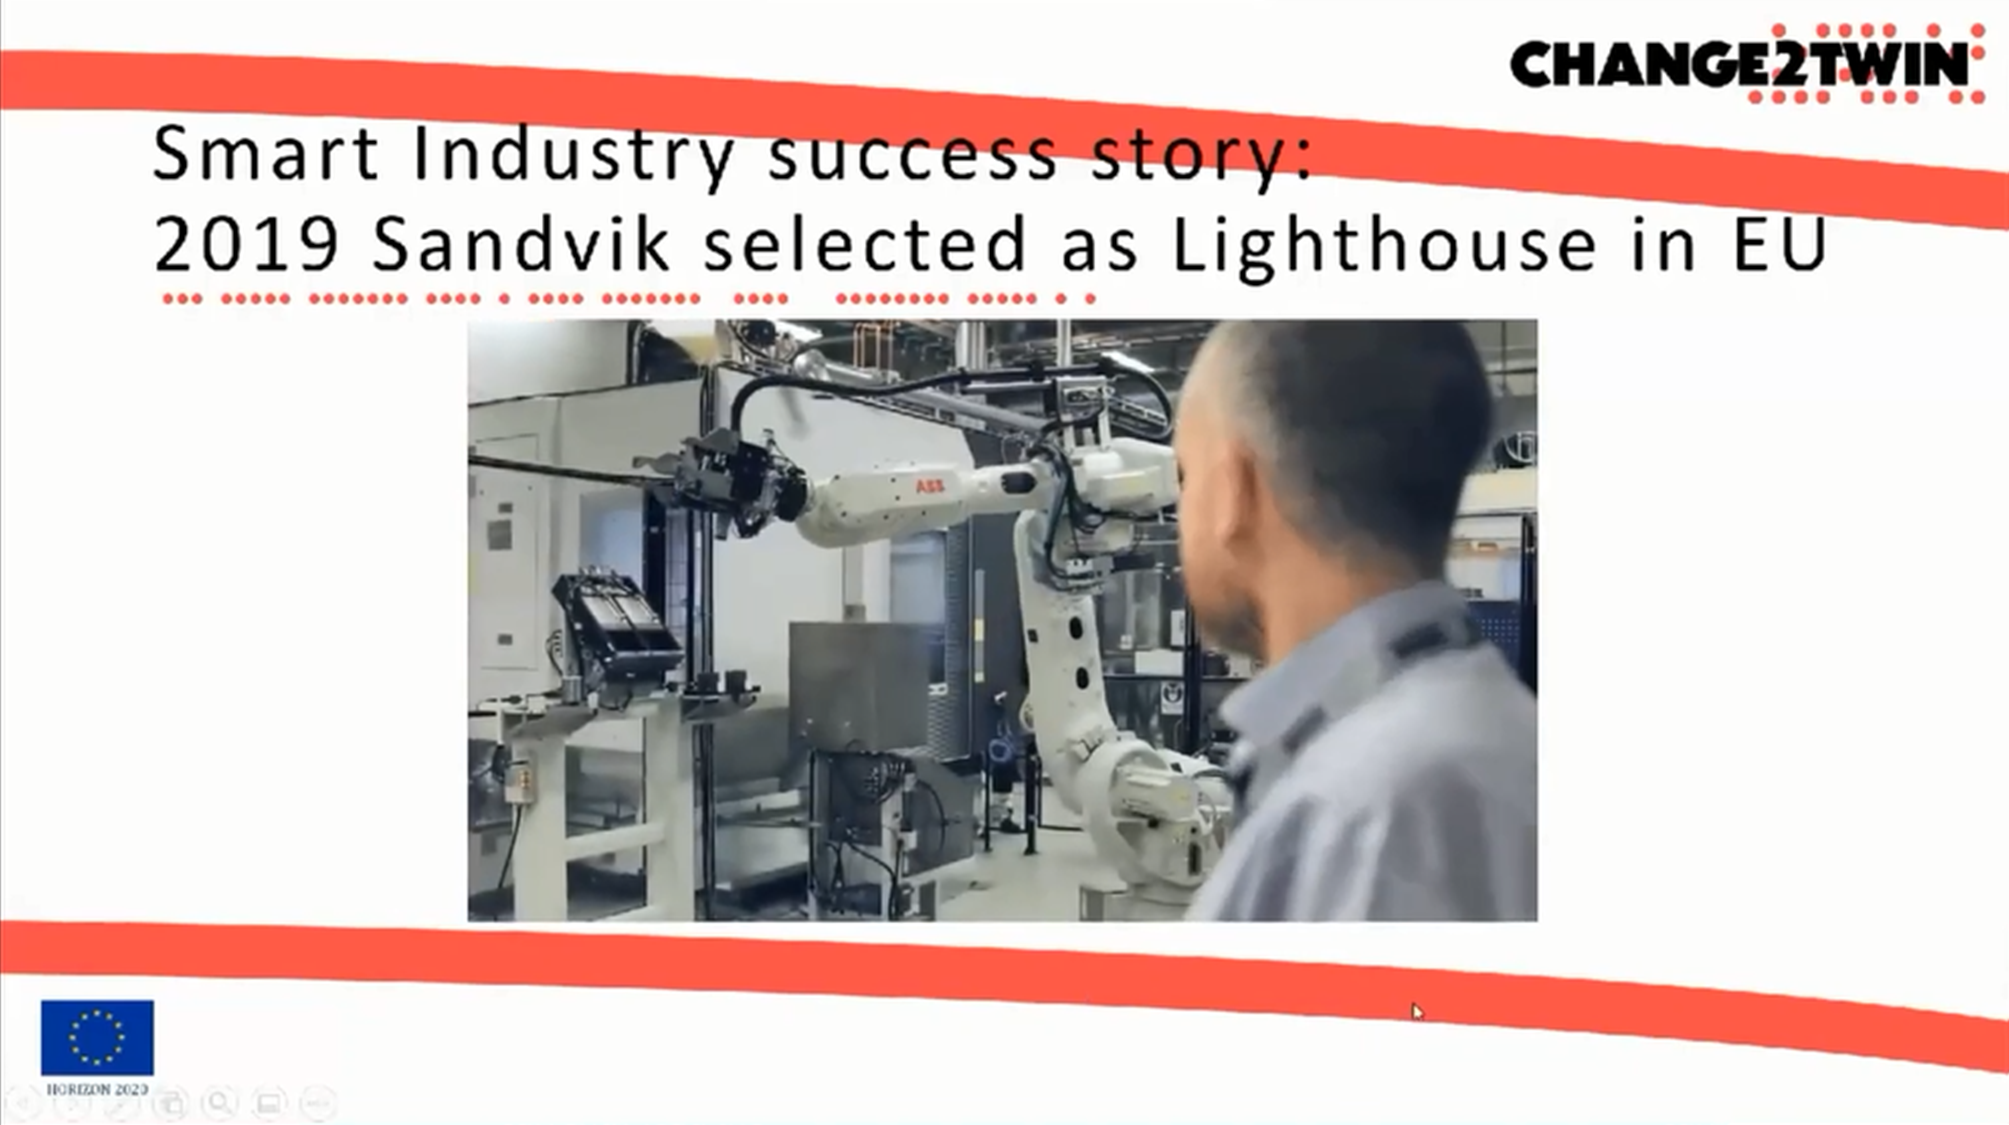 CHANGE2TWIN
Smart Industry success story:
2019 Sandvik selected as Lighthouse in EU
ABB
HORIZON 2020